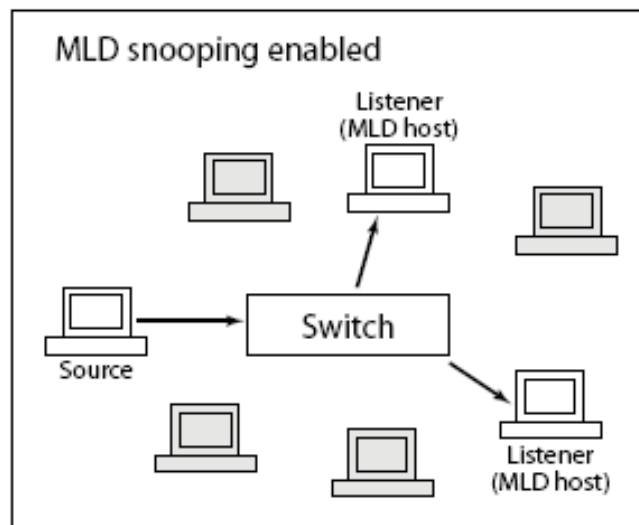 MLD snooping enabled
Listener
(MLD host)
Switch
Source
Listener
(MLD host)